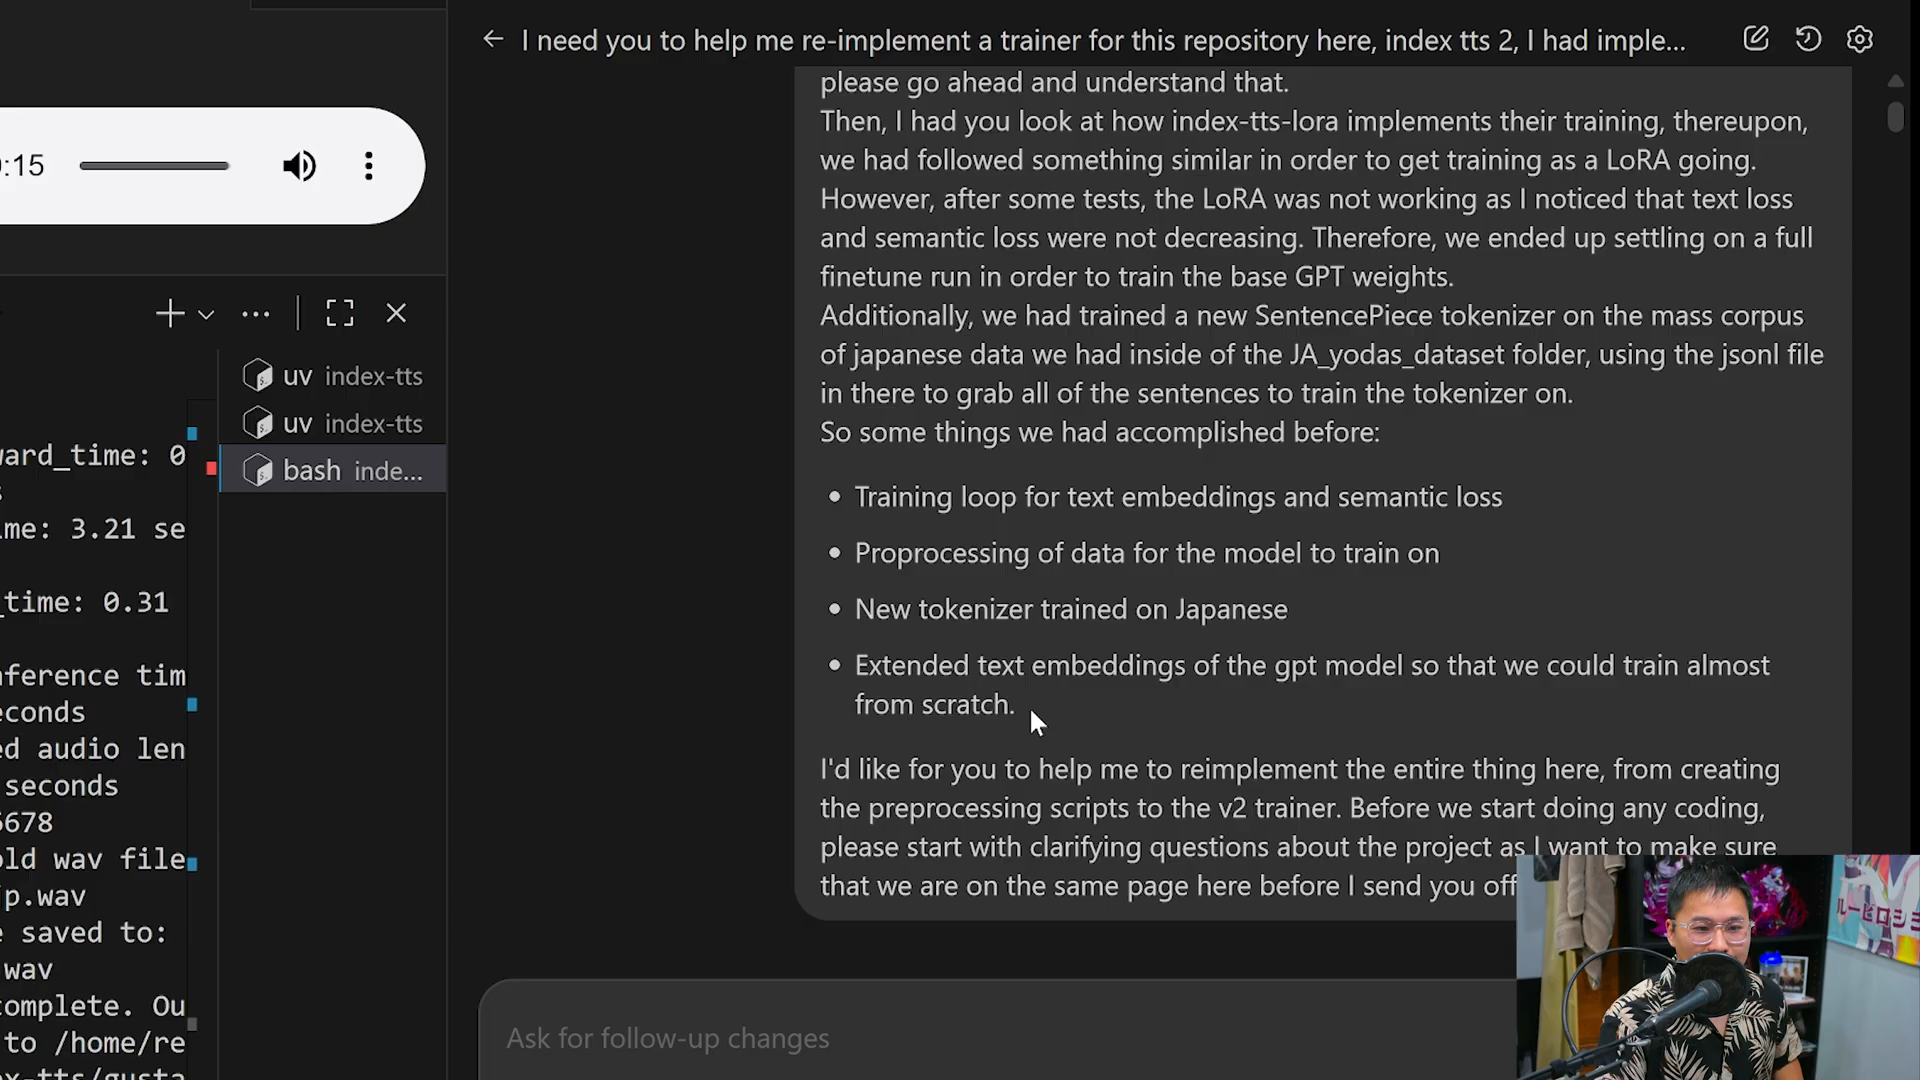 I need you to help me re-implement a trainer for this repository here, index tts 2, I had imple...
please go ahead and understand that.
Then, I had you look at how index-tts-lora implements their training, thereupon,
we had followed something similar in order to get training as a LoRA going.
However, after some tests, the LoRA was not working as I noticed that text loss
and semantic loss were not decreasing. Therefore, we ended up settling on a full
finetune run in order to train the base GPT weights.
Additionally, we had trained a new SentencePiece tokenizer on the mass corpus
of japanese data we had inside of the JA_yodas_dataset folder, using the jsonl file
in there to grab all of the sentences to train the tokenizer on.
So some things we had accomplished before:
• Training loop for text embeddings and semantic loss
• Proprocessing of data for the model to train on
• New tokenizer trained on Japanese
• Extended text embeddings of the gpt model so that we could train almost
from scratch.
I'd like for you to help me to reimplement the entire thing here, from creating
the preprocessing scripts to the v2 trainer. Before we start doing any coding,
please start with clarifying questions about the project as I want to make sure
that we are on the same page here before I send you off
Ask for follow-up changes
:15
uv index-tts
uv index-tts
bash inde...
ward_time: 0
s
me: 3.21 se
_time: 0.31
ference tim
econds
ed audio len
seconds
5678
old wav file
p.wav
e saved to:
.wav
complete. Ou
to /home/re
ex-tts/gusta